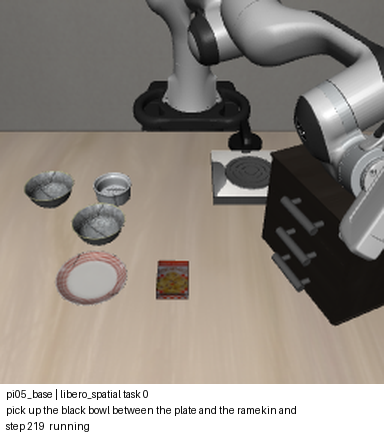 pi05_base | libero_spatial task 0
pick up the black bowl between the plate and the ramekin and
step 219 running